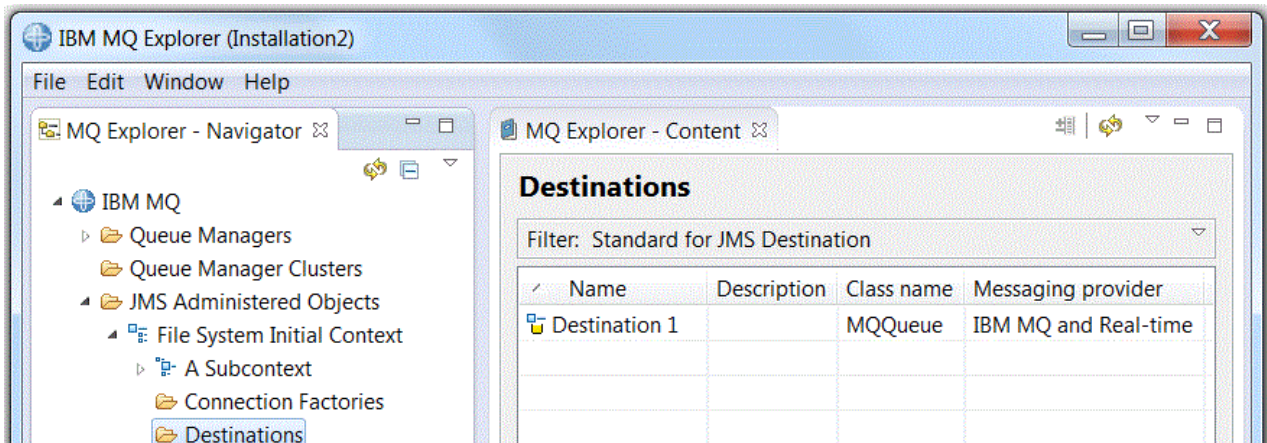 IBM MQ Explorer (Installation2)
File Edit Window Help
MQ Explorer - Navigator
IBM MQ
Queue Managers
Queue Manager Clusters
JMS Administered Objects
File System Initial Context
A Subcontext
Connection Factories
Destinations
MQ Explorer - Content
Destinations
Filter: Standard for JMS Destination
Name Description Class name Messaging provider
Destination 1 MQQueue IBM MQ and Real-time